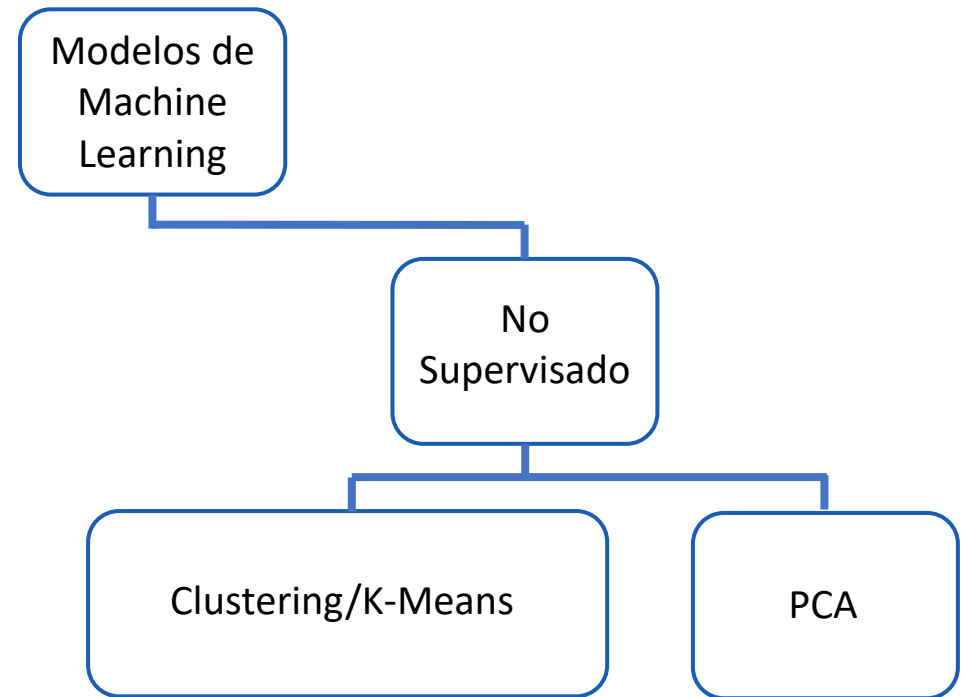 Modelos de
Machine
Learning
No
Supervisado
Clustering/K-Means
PCA